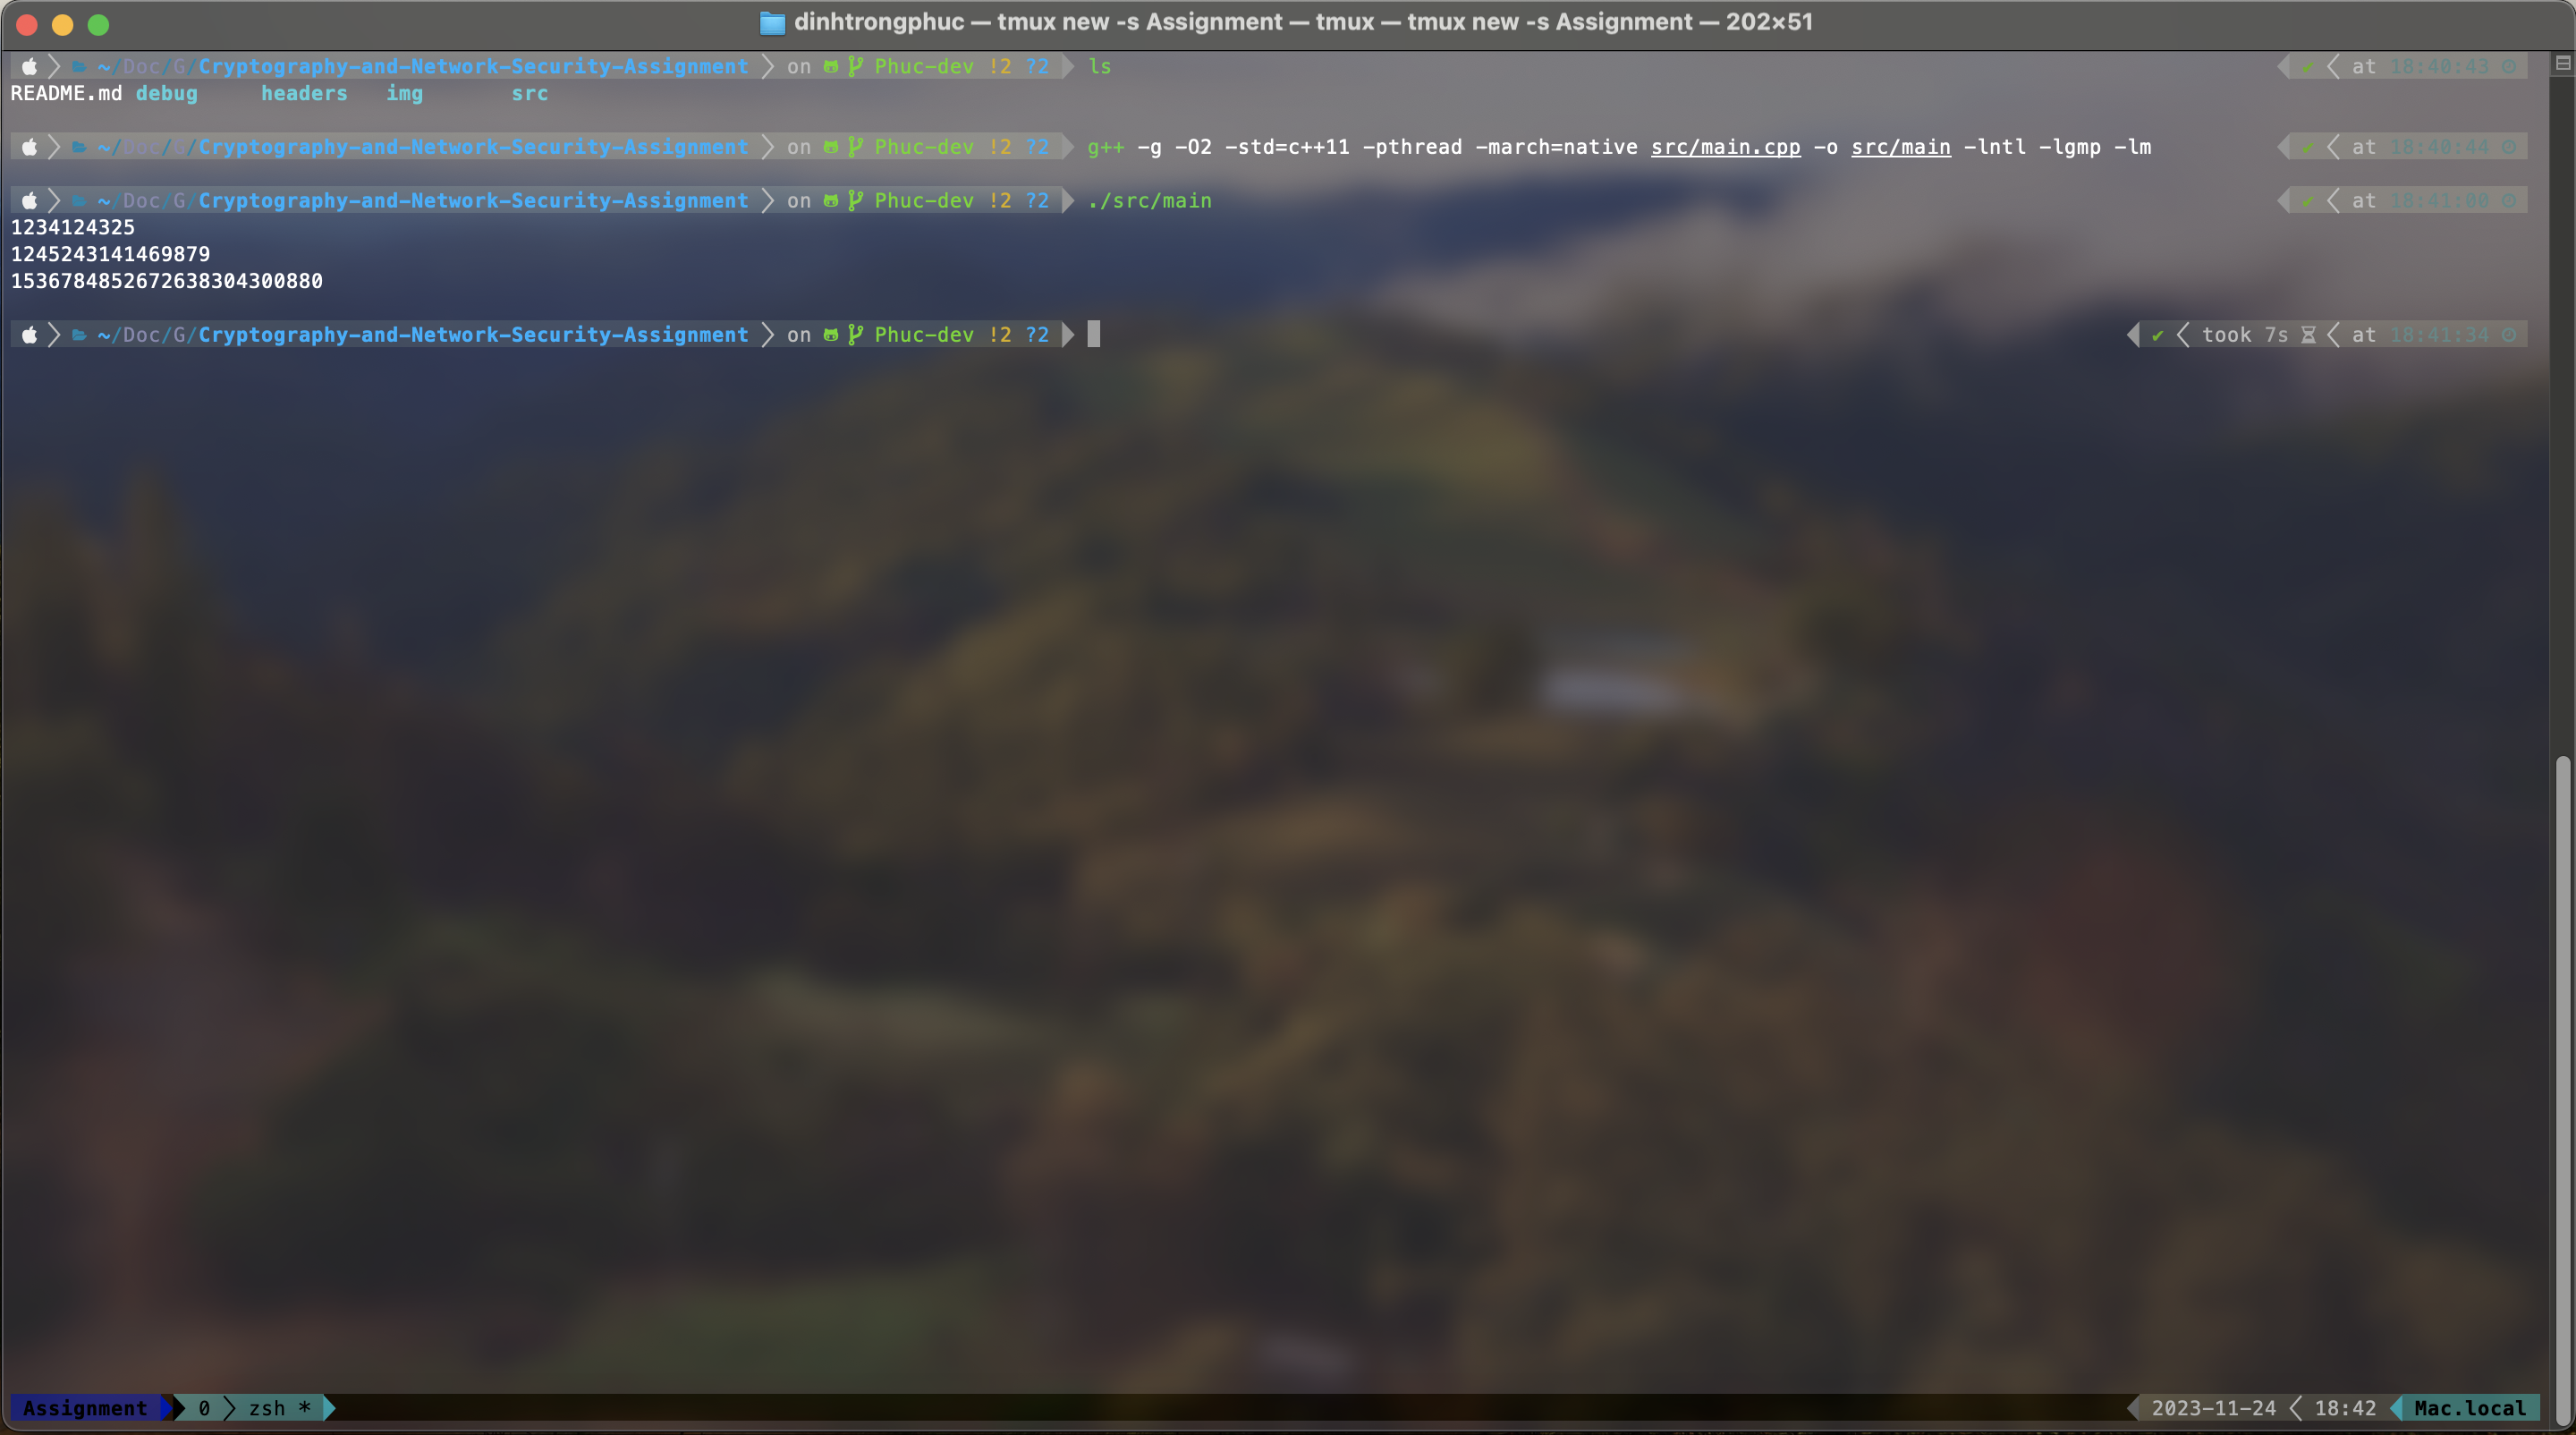 dinhtrongphuc — tmux new -s Assignment — tmux — tmux new -s Assignment — 202×51
~/Doc/G/Cryptography-and-Network-Security-Assignment on Phuc-dev !2 ?2 ls ✔ at 18:40:43
README.md debug headers img src
~/Doc/G/Cryptography-and-Network-Security-Assignment on Phuc-dev !2 ?2 g++ -g -O2 -std=c++11 -pthread -march=native src/main.cpp -o src/main -lntl -lgmp -lm ✔ at 18:40:44
~/Doc/G/Cryptography-and-Network-Security-Assignment on Phuc-dev !2 ?2 ./src/main ✔ at 18:41:00
1234124325
1245243141469879
1536784852672638304300880
~/Doc/G/Cryptography-and-Network-Security-Assignment on Phuc-dev !2 ?2 ✔ took 7s at 18:41:34
Assignment 0 zsh * 2023-11-24 18:42 Mac.local